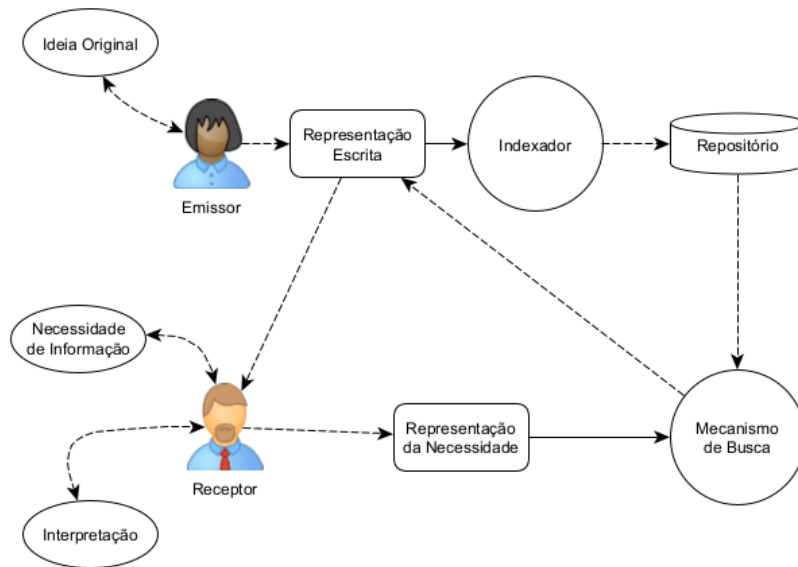 Ideia Original
Emissor
Representação
Escrita
Indexador
Repositório
Necessidade
de Informação
Receptor
Representação
da Necessidade
Mecanismo
de Busca
Interpretação